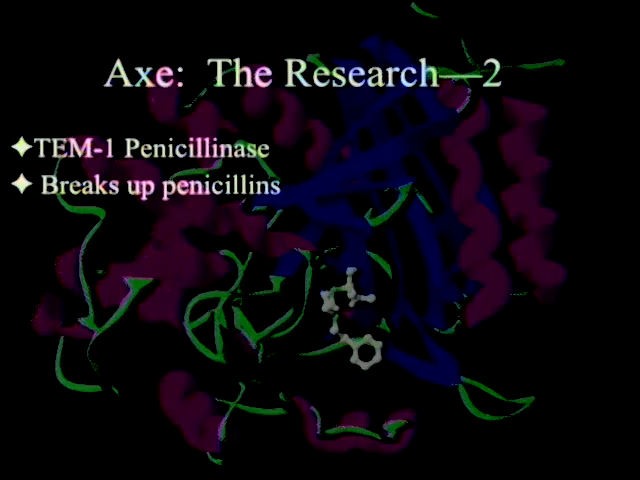 Axe: The Research—2
✦TEM-1 Penicillinase
✦ Breaks up penicillins